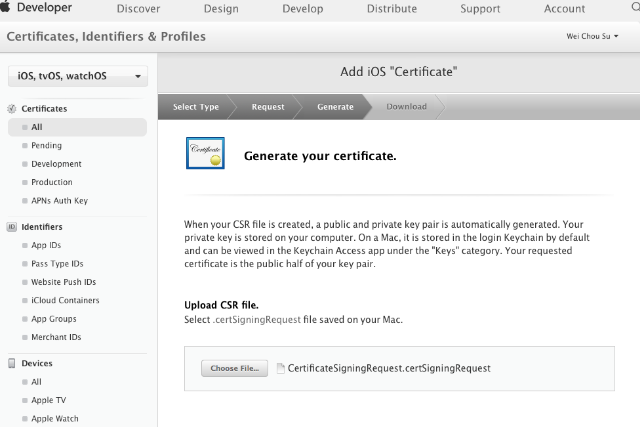 Developer
Discover
Design
Develop
Distribute
Support
Account
Certificates, Identifiers & Profiles
Wei Chou Su
iOS, tvOS, watchOS
Add iOS "Certificate"
Select Type
Request
Generate
Download
Certificates
All
Pending
Development
Production
APNs Auth Key
Identifiers
App IDs
Pass Type IDs
Website Push IDs
iCloud Containers
App Groups
Merchant IDs
Devices
All
Apple TV
Apple Watch
Certificate
Generate your certificate.
When your CSR file is created, a public and private key pair is automatically generated. Your
private key is stored on your computer. On a Mac, it is stored in the login Keychain by default
and can be viewed in the Keychain Access app under the "Keys" category. Your requested
certificate is the public half of your key pair.
Upload CSR file.
Select .certSigningRequest file saved on your Mac.
Choose File...
CertificateSigningRequest.certSigningRequest